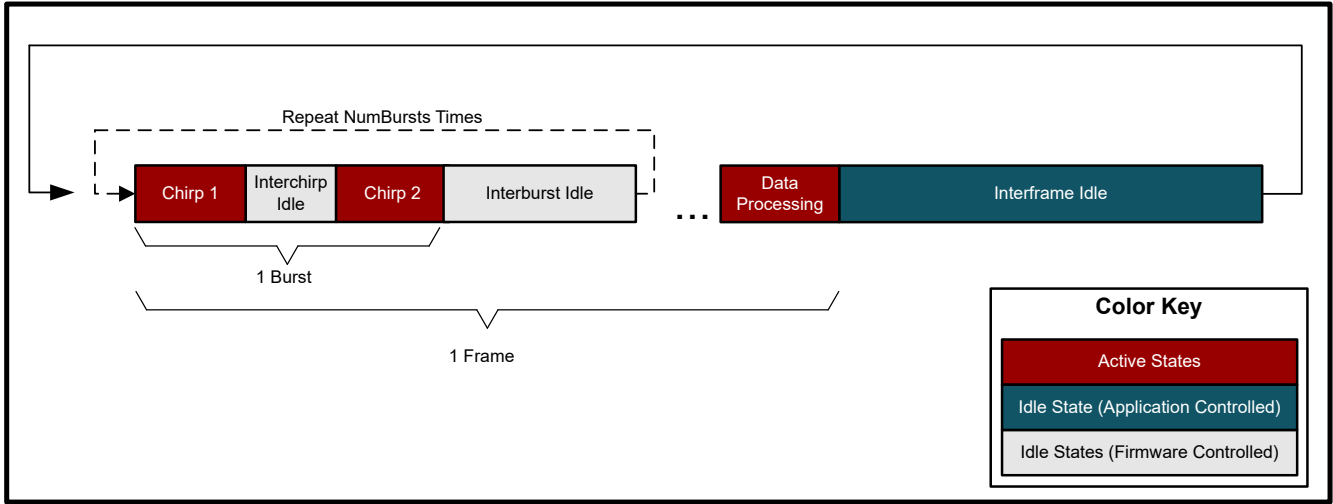 Repeat NumBursts Times
Chirp 1
Interchirp
Idle
Chirp 2
Interburst Idle
...
Data
Processing
Interframe Idle
1 Burst
1 Frame
Color Key
Active States
Idle State (Application Controlled)
Idle States (Firmware Controlled)